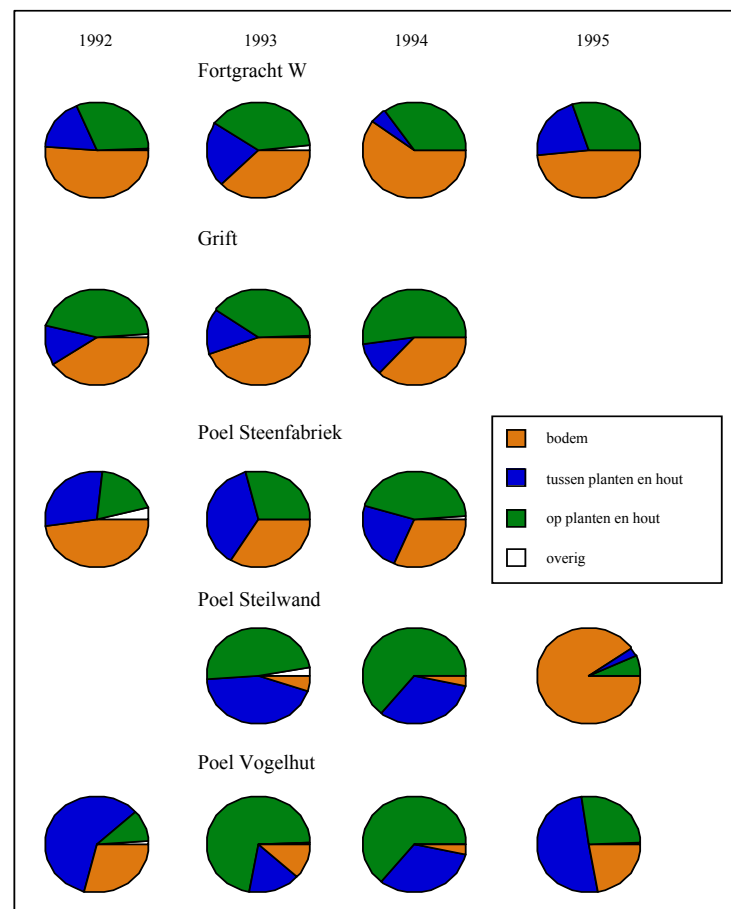 1992 1993 1994 1995
Fortgracht W
Grift
Poel Steenfabriek
bodem
tussen planten en hout
op planten en hout
overig
Poel Steilwand
Poel Vogelhut